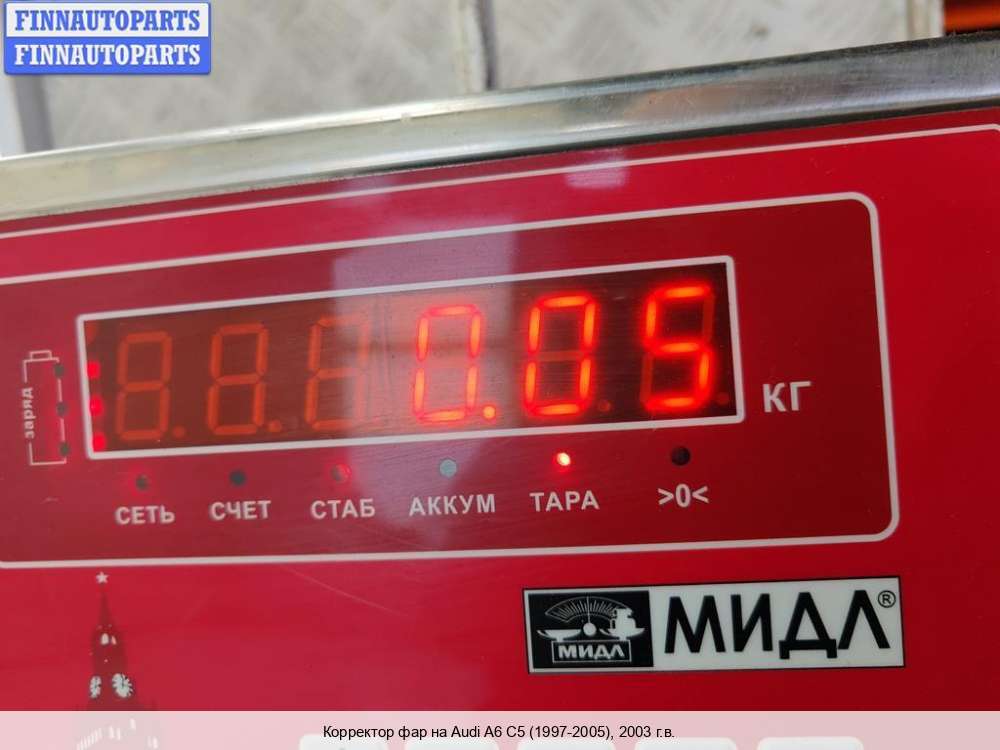 FINNAUTOPARTS
FINNAUTOPARTS
0.05
КГ
заряд
СЕТЬ СЧЕТ СТАБ АККУМ ТАРА >0<
МИДЛ
МИДЛ®
Корректор фар на Audi A6 C5 (1997-2005), 2003 г.в.